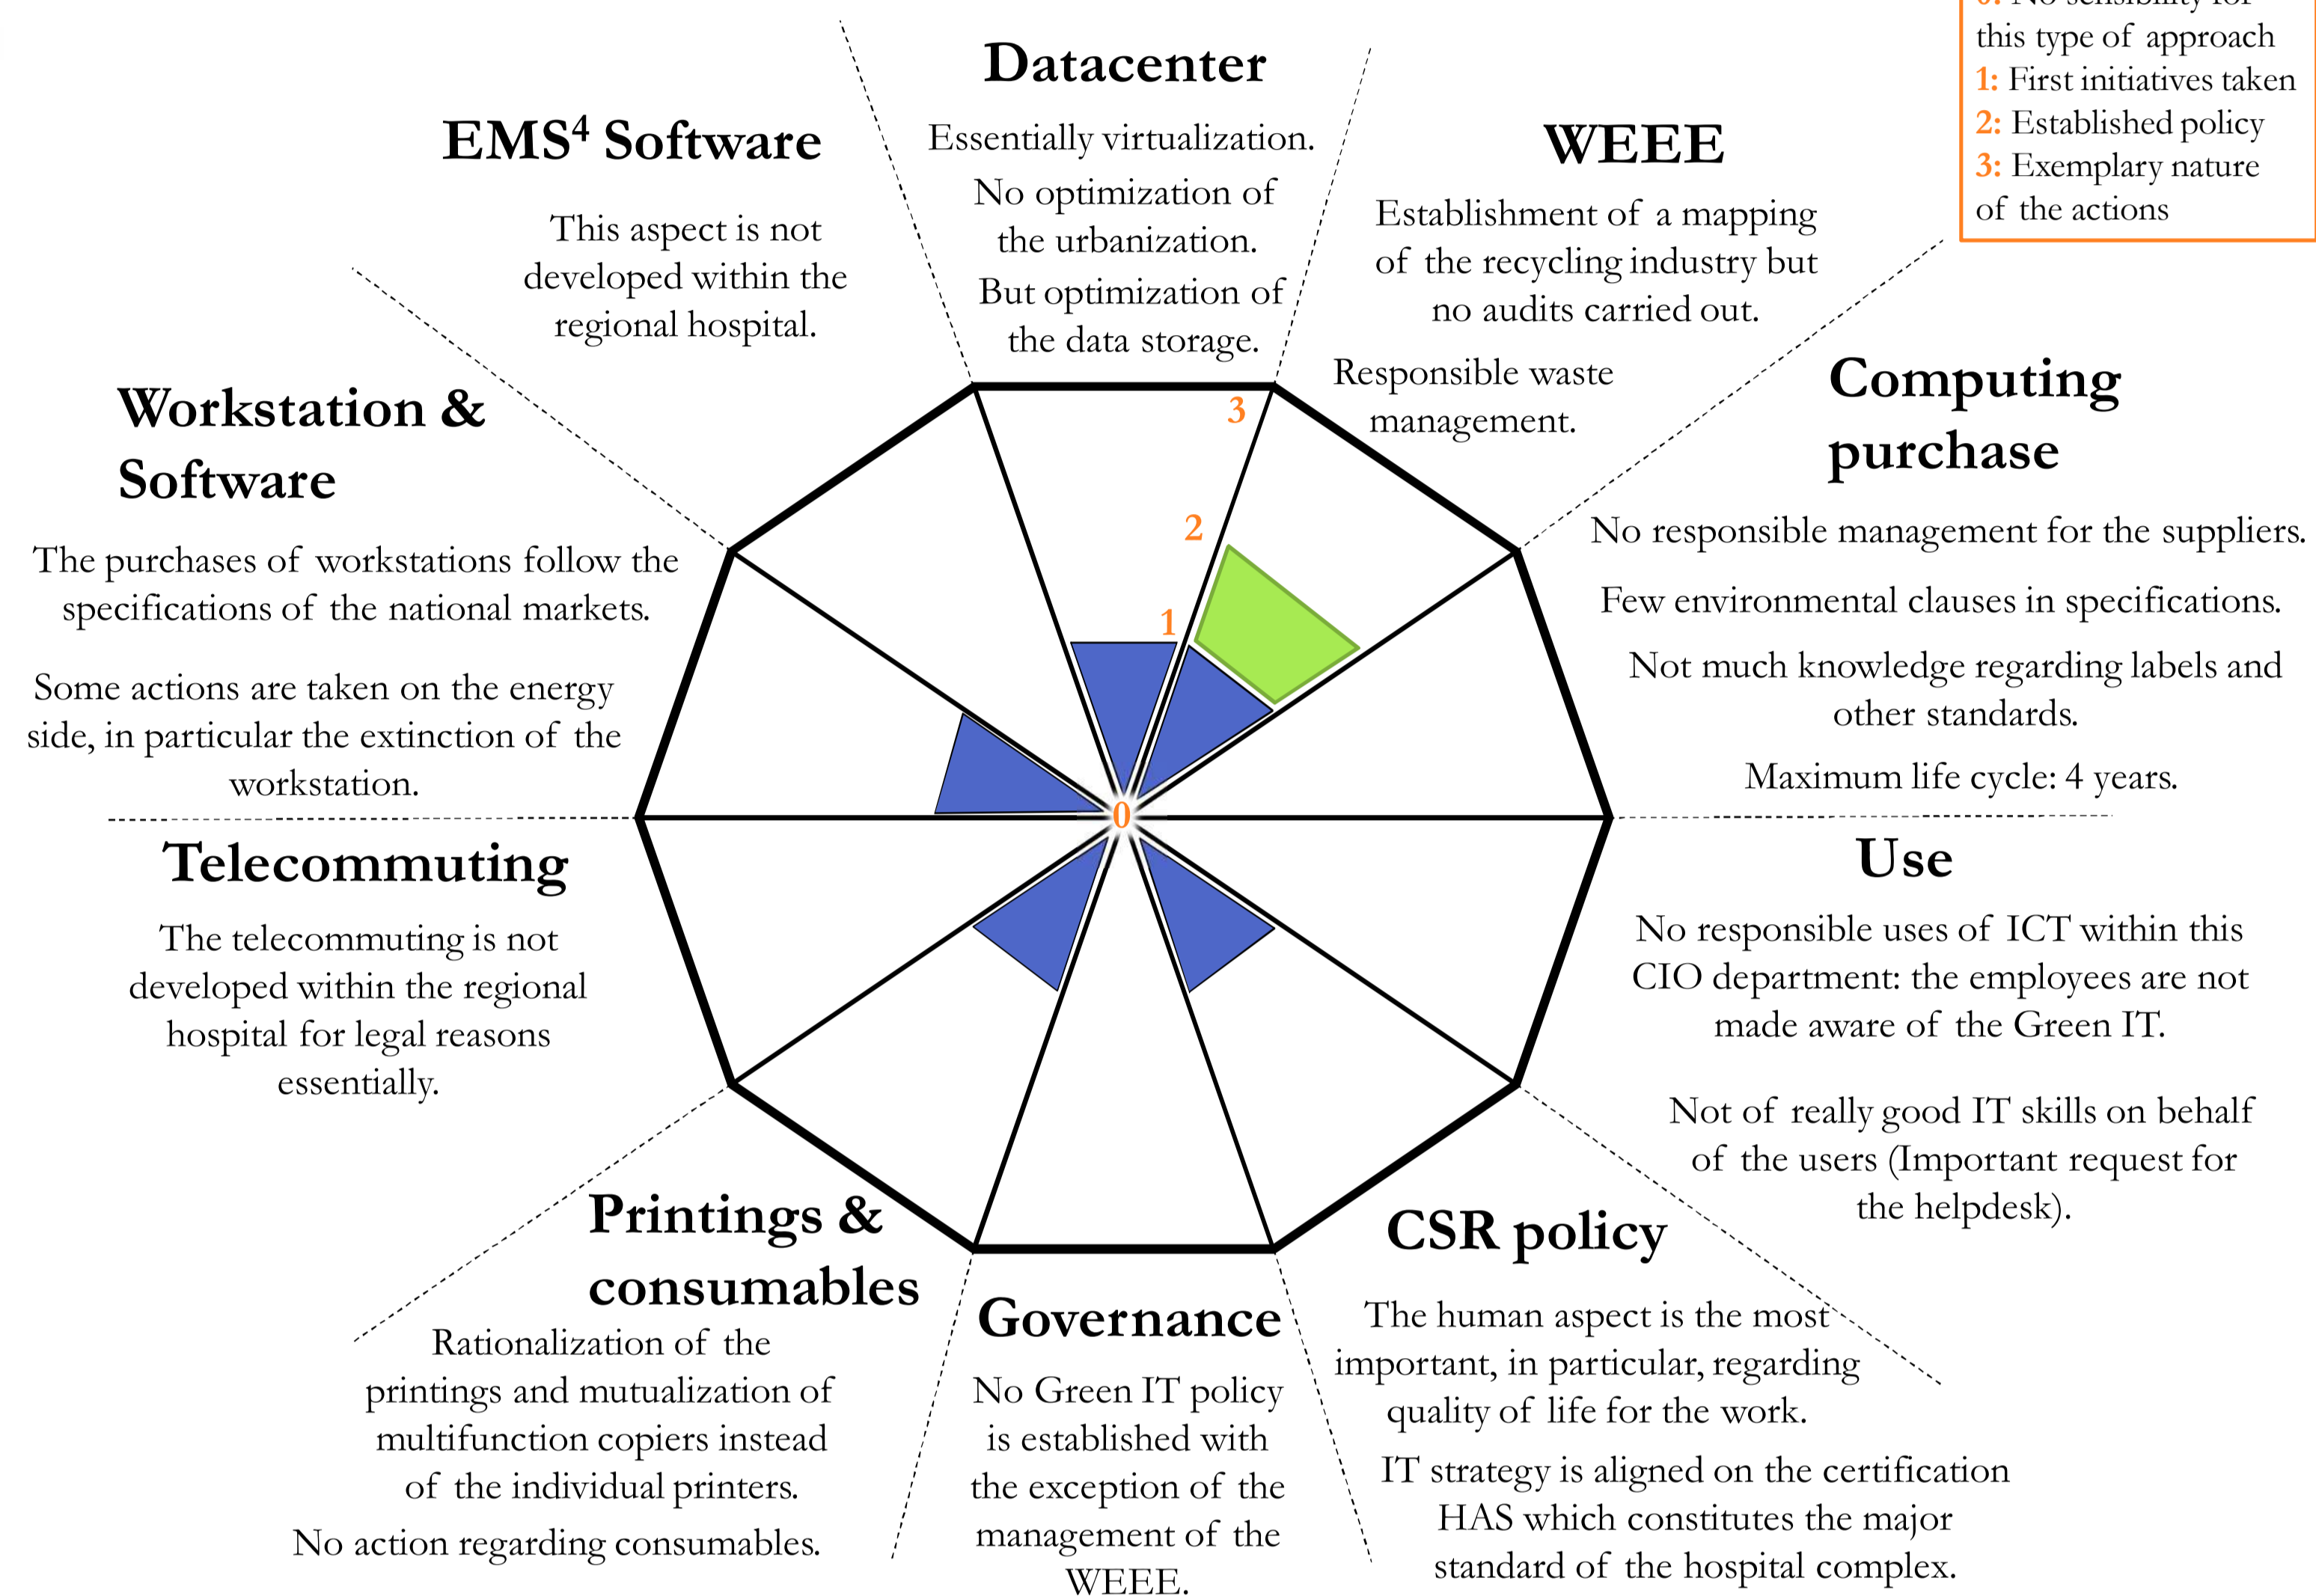 Datacenter
Essentially virtualization.
No optimization of
the urbanization.
But optimization of
the data storage.
this type of approach
1: First initiatives taken
2: Established policy
3: Exemplary nature
of the actions
EMS⁴ Software
This aspect is not
developed within the
regional hospital.
WEEE
Establishment of a mapping
of the recycling industry but
no audits carried out.
Responsible waste
management.
Workstation &
Software
The purchases of workstations follow the
specifications of the national markets.
Some actions are taken on the energy
side, in particular the extinction of the
workstation.
3
2
1
0
Computing
purchase
No responsible management for the suppliers.
Few environmental clauses in specifications.
Not much knowledge regarding labels and
other standards.
Maximum life cycle: 4 years.
Telecommuting
The telecommuting is not
developed within the regional
hospital for legal reasons
essentially.
Use
No responsible uses of ICT within this
CIO department: the employees are not
made aware of the Green IT.
Not of really good IT skills on behalf
of the users (Important request for
the helpdesk).
Printings &
consumables
Rationalization of the
printings and mutualization of
multifunction copiers instead
of the individual printers.
No action regarding consumables.
Governance
No Green IT policy
is established with
the exception of the
management of the
WEEE.
CSR policy
The human aspect is the most
important, in particular, regarding
quality of life for the work.
IT strategy is aligned on the certification
HAS which constitutes the major
standard of the hospital complex.